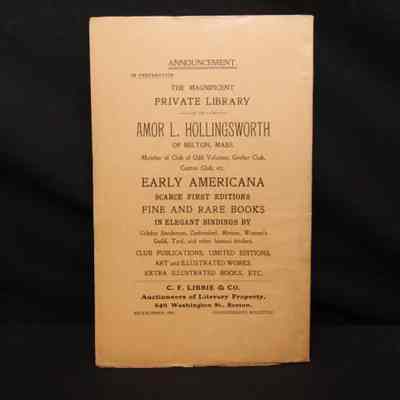 ANNOUNCEMENT.
IN PREPARATION
THE MAGNIFICENT
PRIVATE LIBRARY
OF
AMOR L. HOLLINGSWORTH
OF MILTON, MASS.
Member of Club of Odd Volumes, Grolier Club,
Caxton Club, etc.
EARLY AMERICANA
SCARCE FIRST EDITIONS
FINE AND RARE BOOKS
IN ELEGANT BINDINGS BY
Cobden Sanderson, Zaehnsdorf, Women's
Guild, and other famous binders.
CLUB PUBLICATIONS, LIMITED EDITIONS,
ART and ILLUSTRATED WORKS,
EXTRA ILLUSTRATED BOOKS, ETC.
C. F. LIBBIE & CO.
Auctioneers of Literary Property,
646 Washington St., Boston.